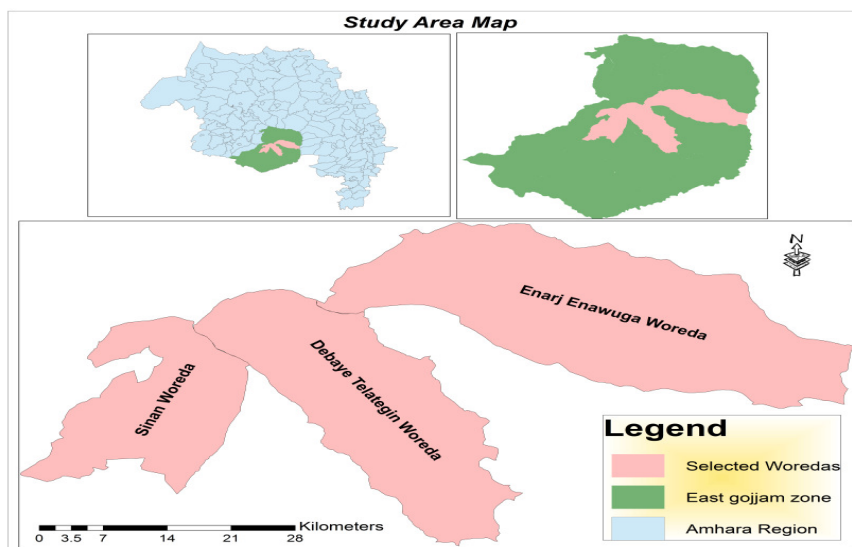 Study Area Map
N
Enarj Enawuga Woreda
Debaye Telategin Woreda
Sinan Woreda
Legend
Selected Woredas
East gojjam zone
Amhara Region
Kilometers
0 3.5 7 14 21 28